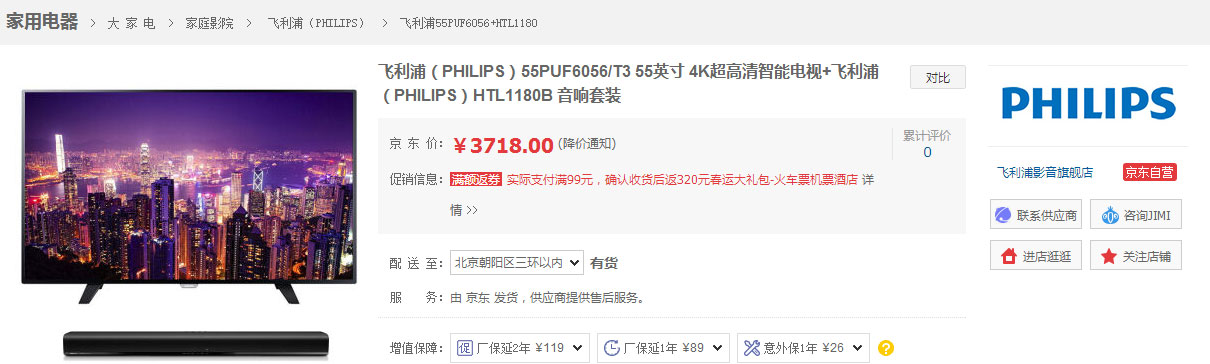 家用电器 > 大 家 电 > 家庭影院 > 飞利浦（PHILIPS） > 飞利浦55PUF6056+HTL1180
飞利浦（PHILIPS）55PUF6056/T3 55英寸 4K超高清智能电视+飞利浦
（PHILIPS）HTL1180B 音响套装
对比
京 东 价： ￥3718.00 (降价通知)
累计评价
0
促销信息： 满额返券 实际支付满99元，确认收货后返320元春运大礼包-火车票机票酒店 详
情 >>
配 送 至： 北京朝阳区三环以内 有货
服 务： 由 京东 发货，供应商提供售后服务。
增值保障： 促 厂保延2年 ¥119 厂保延1年 ¥89 意外保1年 ¥26 ?
PHILIPS
飞利浦影音旗舰店 京东自营
联系供应商 咨询JIMI
进店逛逛 关注店铺